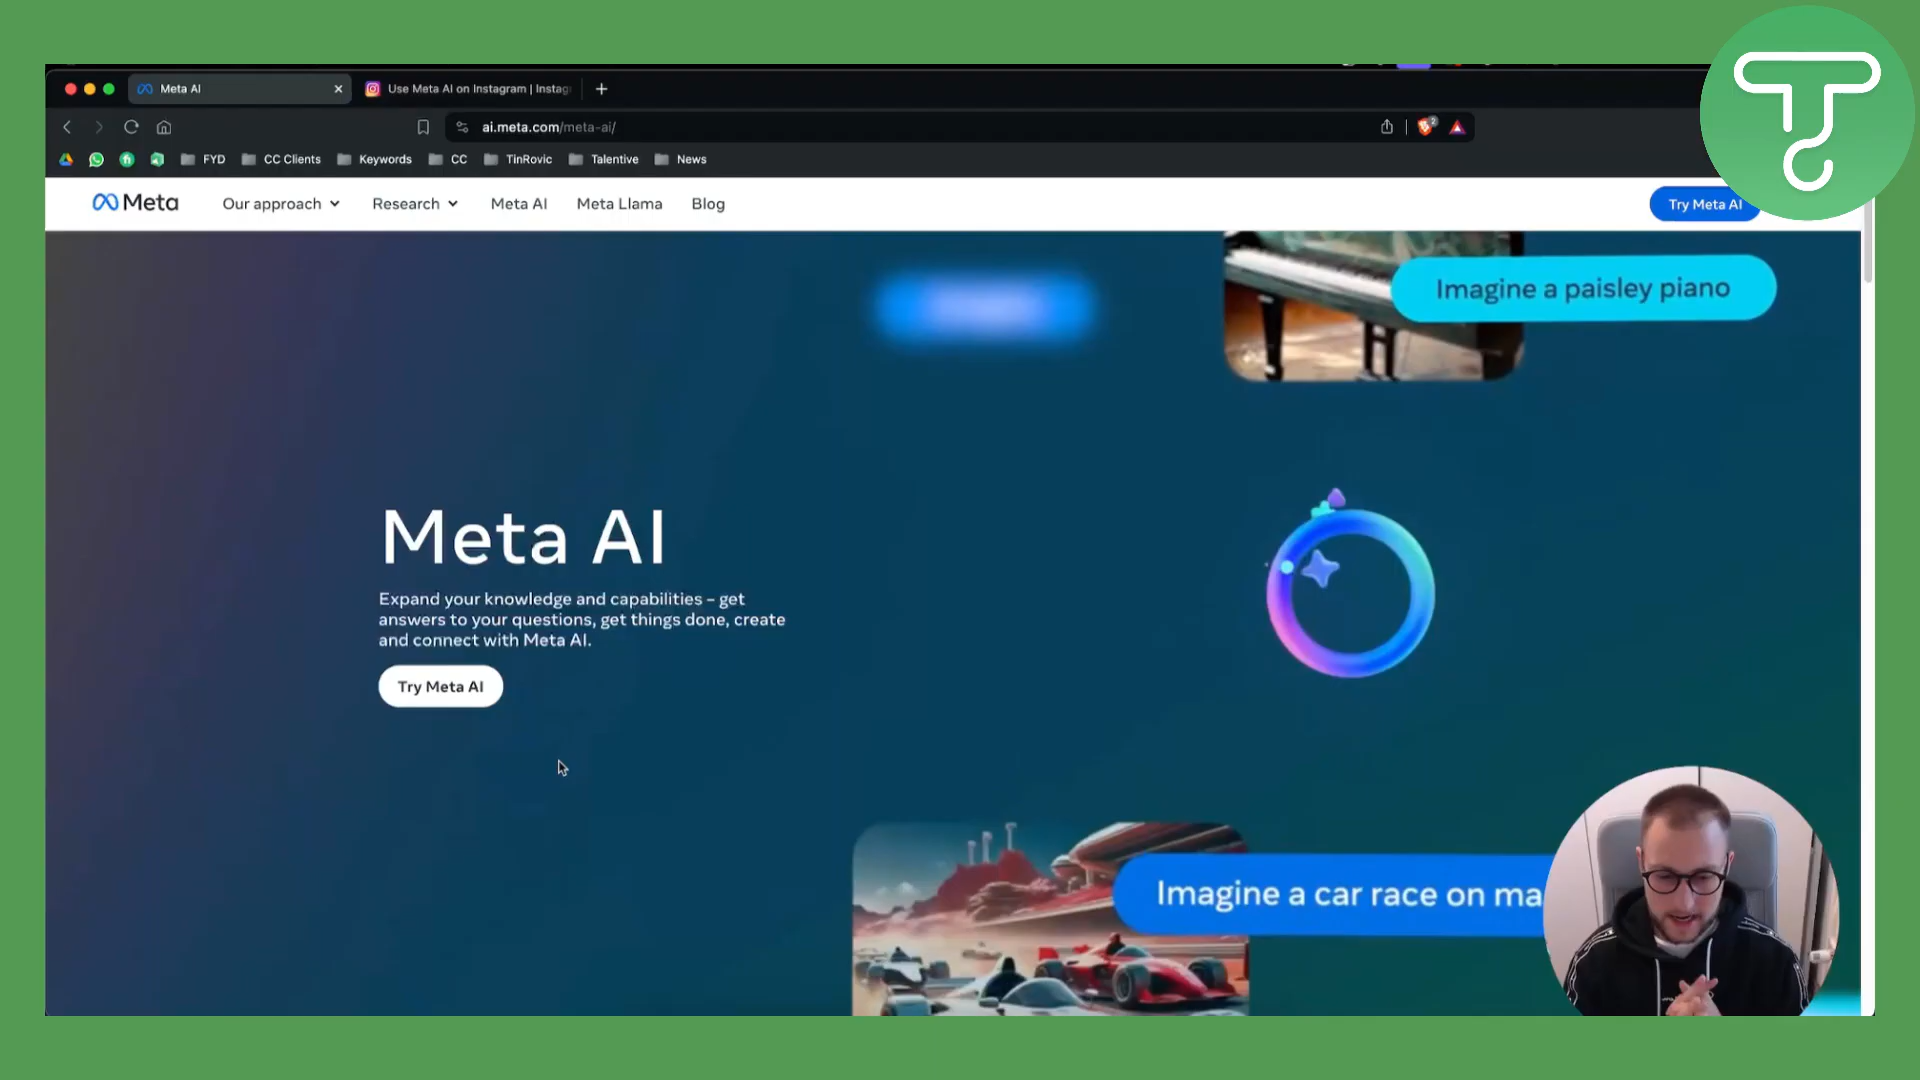 Meta AI
Use Meta AI on Instagram | Instag
ai.meta.com/meta-ai/
2
FYD
CC Clients
Keywords
CC
TinRovic
Talentive
News
Meta
Our approach
Research
Meta AI
Meta Llama
Blog
Try Meta AI
Imagine a paisley piano
Meta AI
Expand your knowledge and capabilities – get
answers to your questions, get things done, create
and connect with Meta AI.
Try Meta AI
Imagine a car race on ma